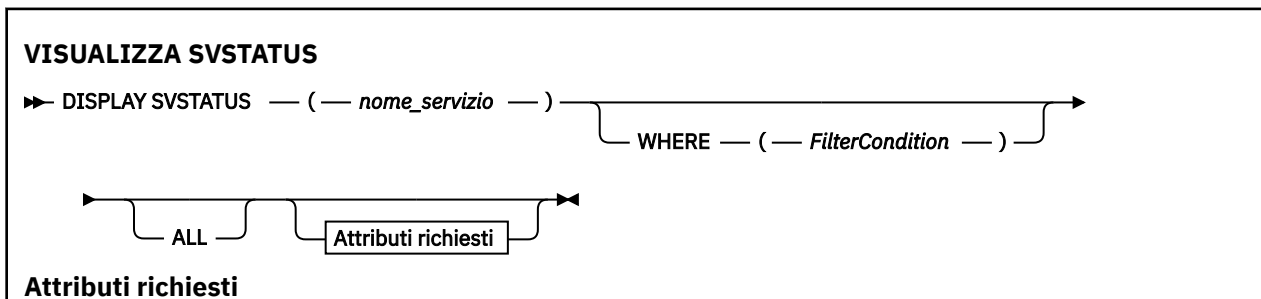 VISUALIZZA SVSTATUS
DISPLAY SVSTATUS ( nome_servizio )
WHERE ( FilterCondition )
ALL
Attributi richiesti
Attributi richiesti